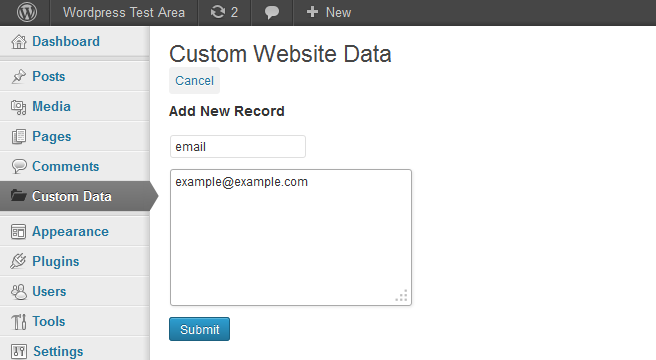 Wordpress Test Area 2 + New
Dashboard
Posts
Media
Pages
Comments
Custom Data
Appearance
Plugins
Users
Tools
Settings
Custom Website Data
Cancel
Add New Record
email
example@example.com
Submit